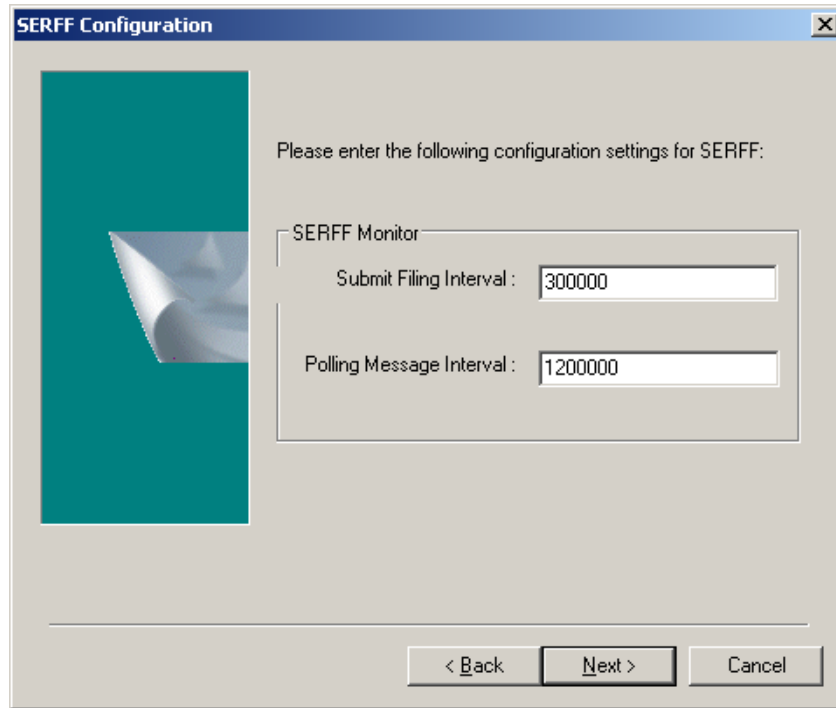 SERFF Configuration
Please enter the following configuration settings for SERFF:
SERFF Monitor
Submit Filing Interval : 300000
Polling Message Interval : 1200000
< Back Next > Cancel